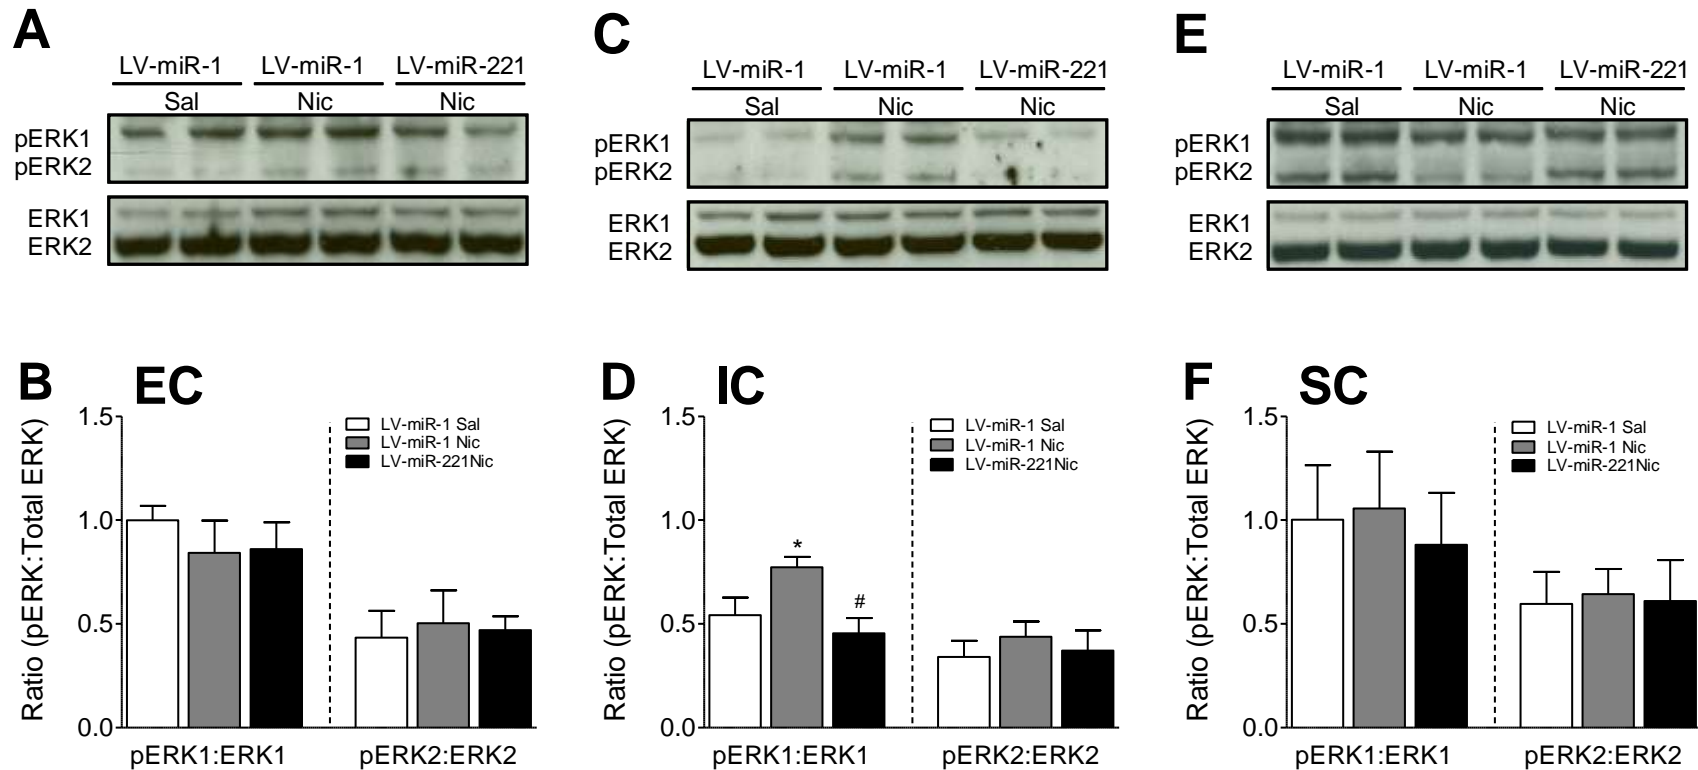 A
LV-miR-1 LV-miR-1 LV-miR-221
Sal Nic Nic
pERK1
pERK2
ERK1
ERK2
C
LV-miR-1 LV-miR-1 LV-miR-221
Sal Nic Nic
pERK1
pERK2
ERK1
ERK2
E
LV-miR-1 LV-miR-1 LV-miR-221
Sal Nic Nic
pERK1
pERK2
ERK1
ERK2
B EC
Ratio (pERK:Total ERK)
1.5
1.0
0.5
0.0
LV-miR-1 Sal
LV-miR-1 Nic
LV-miR-221Nic
pERK1:ERK1 pERK2:ERK2
D IC
Ratio (pERK:Total ERK)
1.5
1.0
0.5
0.0
LV-miR-1 Sal
LV-miR-1 Nic
LV-miR-221Nic
*
#
pERK1:ERK1 pERK2:ERK2
F SC
Ratio (pERK:Total ERK)
1.5
1.0
0.5
0.0
LV-miR-1 Sal
LV-miR-1 Nic
LV-miR-221Nic
pERK1:ERK1 pERK2:ERK2